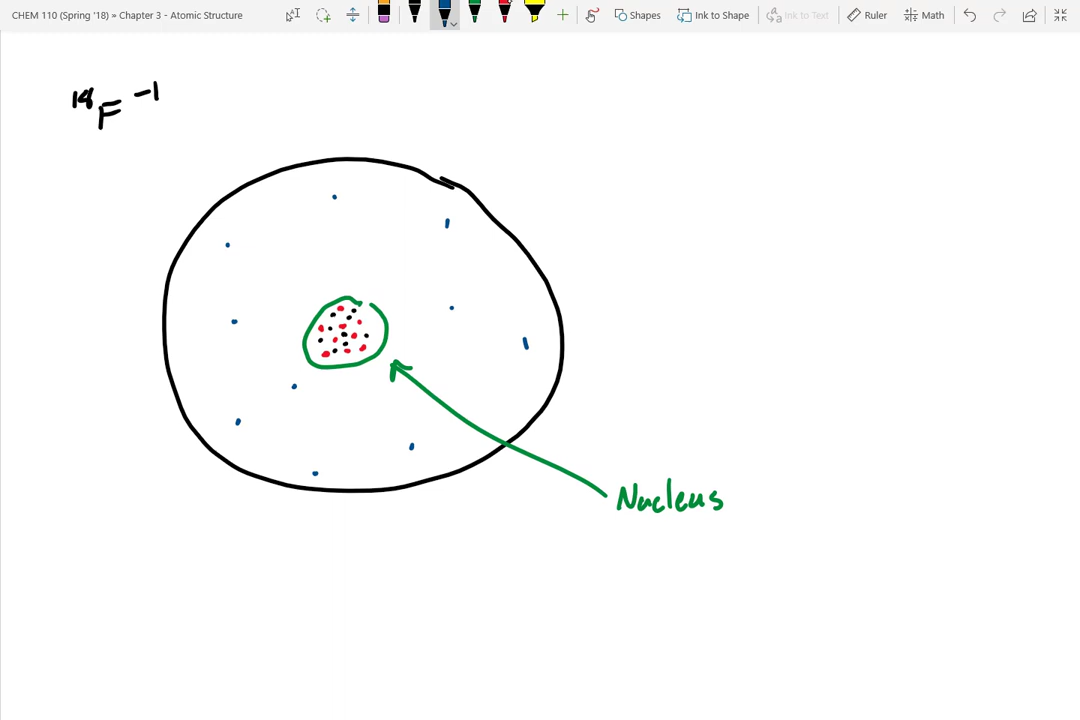 CHEM 110 (Spring '18) » Chapter 3 - Atomic Structure
Shapes
Ink to Shape
Ink to Text
Ruler
Math
18F -1
Nucleus